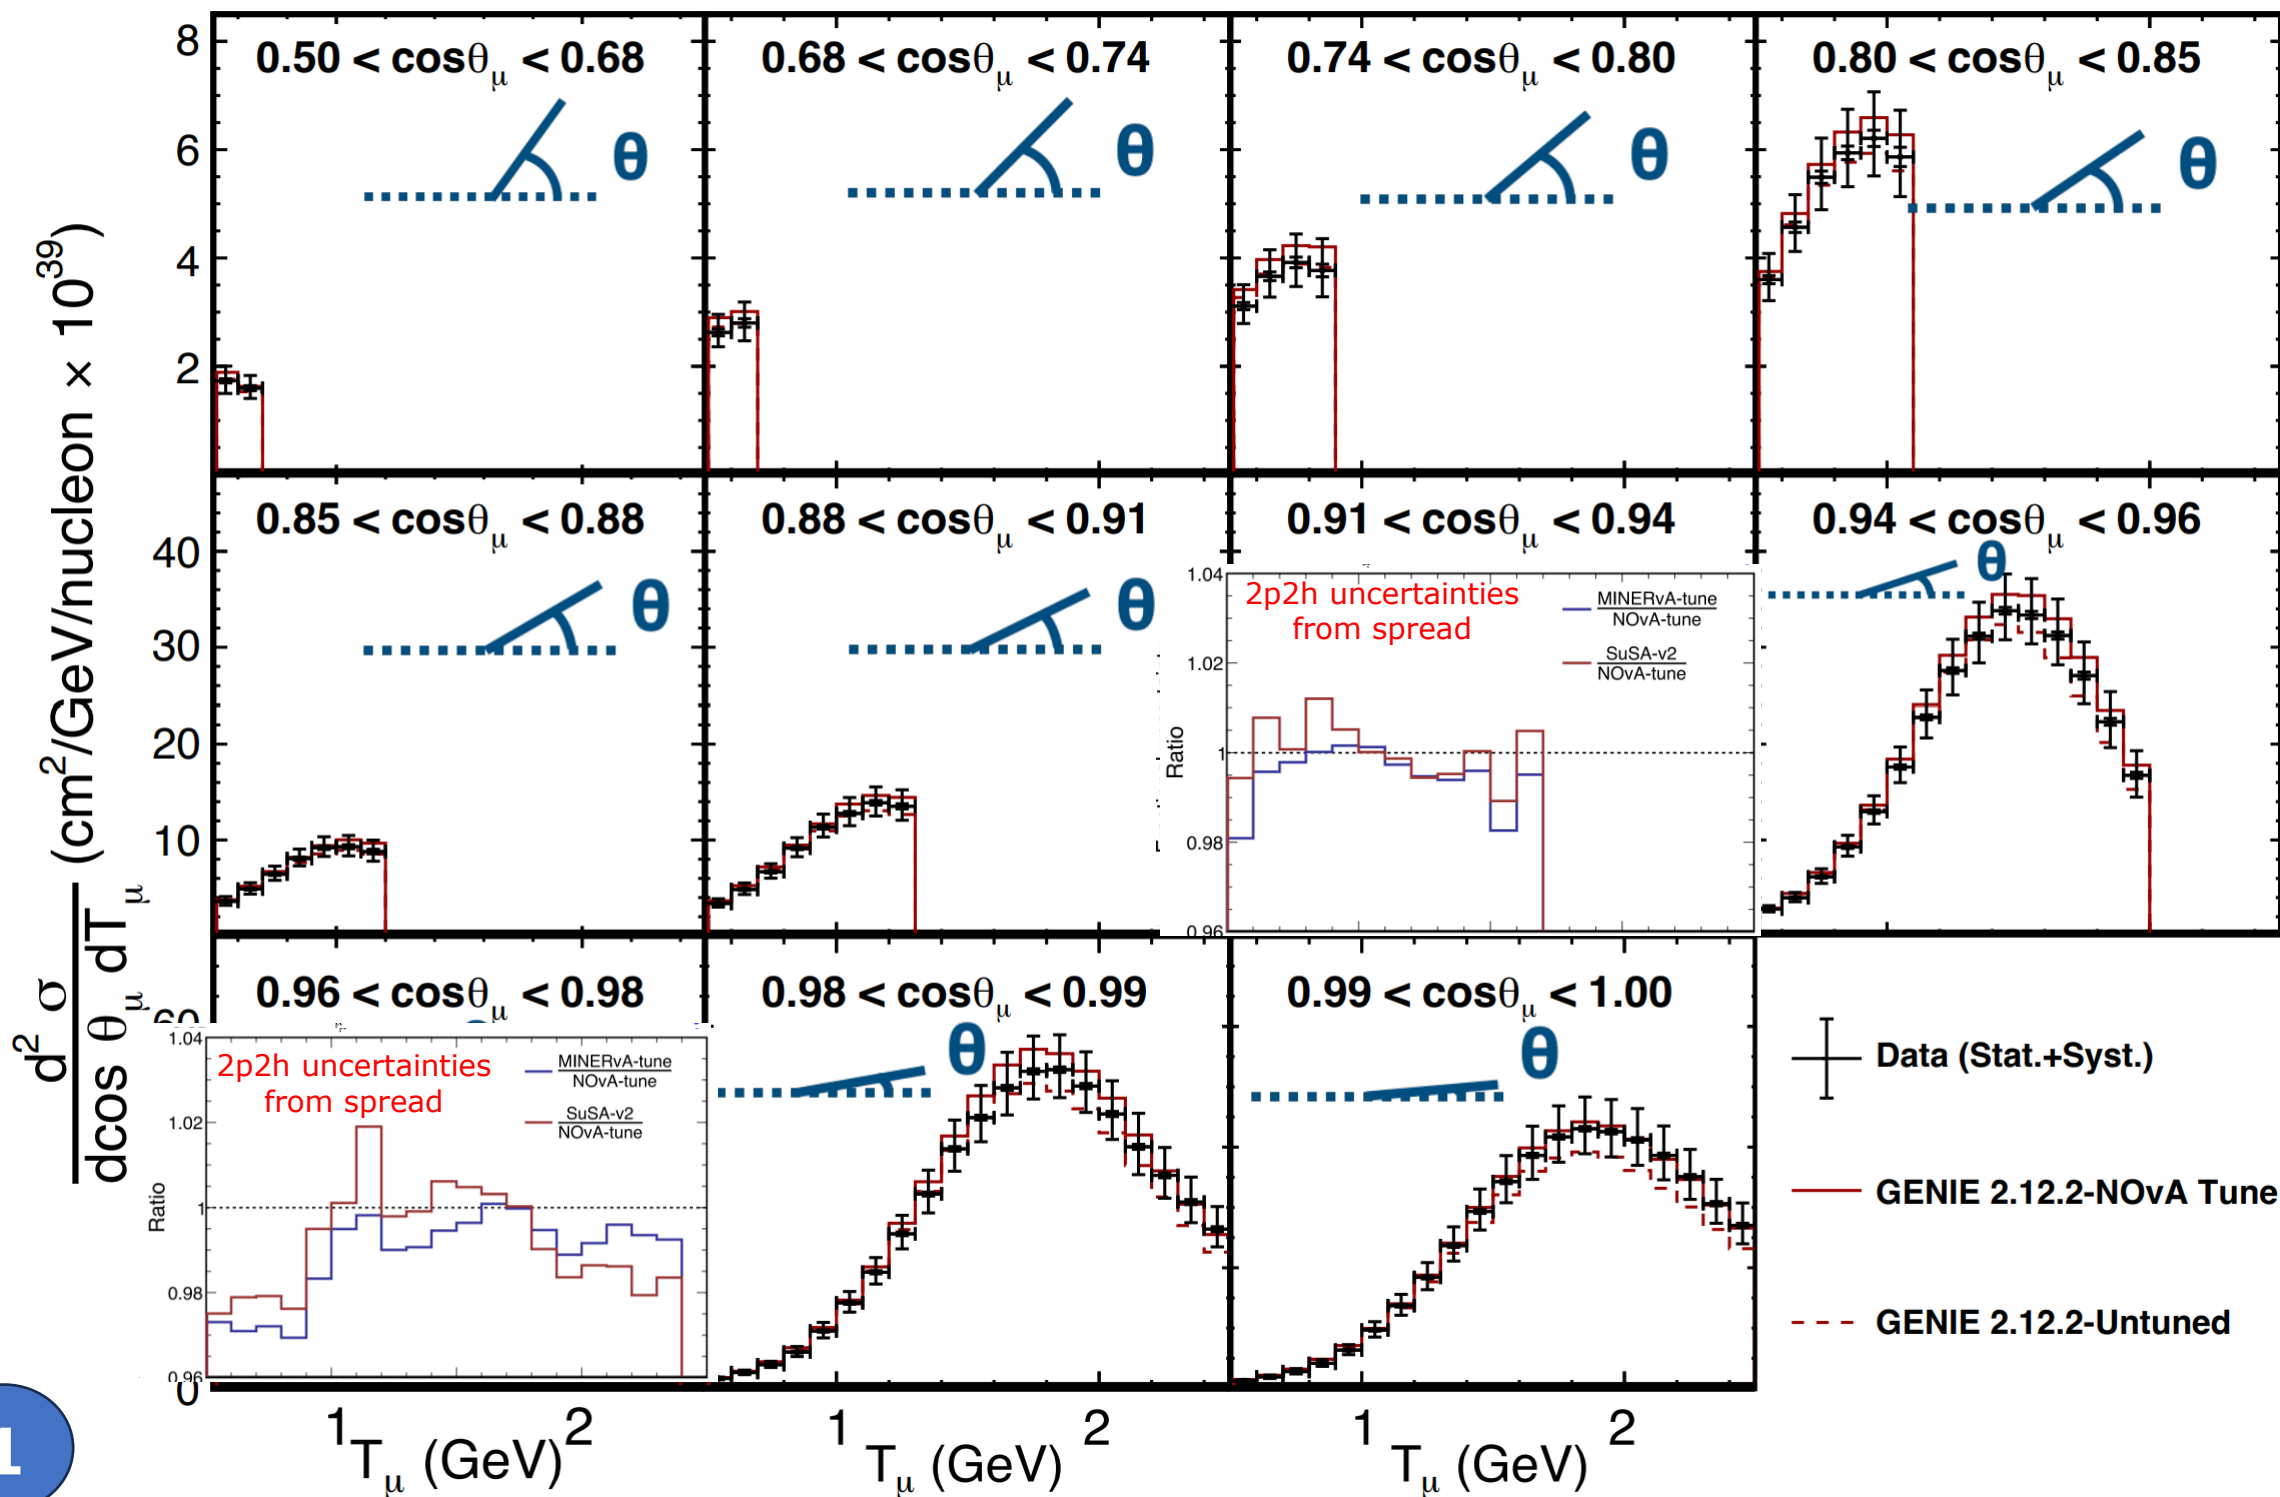 0.50 < cosθμ < 0.68
0.68 < cosθμ < 0.74
0.74 < cosθμ < 0.80
0.80 < cosθμ < 0.85
8
6
4
2
θ
θ
θ
θ
0.85 < cosθμ < 0.88
0.88 < cosθμ < 0.91
0.91 < cosθμ < 0.94
0.94 < cosθμ < 0.96
40
30
20
10
θ
θ
θ
1.04
1.02
1
0.98
0.96
Ratio
2p2h uncertainties
from spread
MINERvA-tune
NOvA-tune
SuSA-v2
NOvA-tune
d² σ
dcos θμ dTμ
(cm²/GeV/nucleon × 10³⁹)
0.96 < cosθμ < 0.98
0.98 < cosθμ < 0.99
0.99 < cosθμ < 1.00
60
0
1.04
1.02
1
0.98
0.96
Ratio
2p2h uncertainties
from spread
MINERvA-tune
NOvA-tune
SuSA-v2
NOvA-tune
θ
θ
Data (Stat.+Syst.)
GENIE 2.12.2-NOvA Tune
GENIE 2.12.2-Untuned
1 2
1 2
1 2
Tμ (GeV)
Tμ (GeV)
Tμ (GeV)